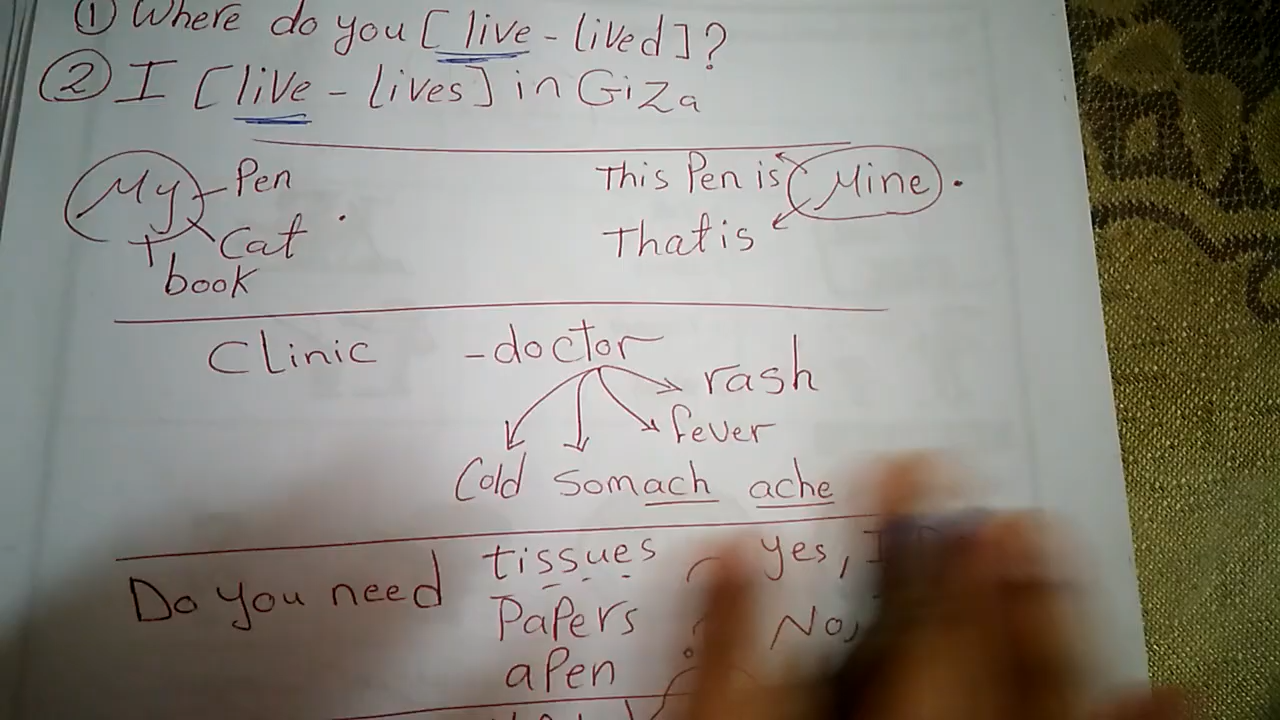 ① Where do you [live - lived]?
② I [live - lives] in Giza
My Pen
Cat
book
This Pen is Mine.
That is
Clinic - doctor
rash
fever
Cold Somach ache
Do you need tissues ? Yes, I
Papers No,
a Pen